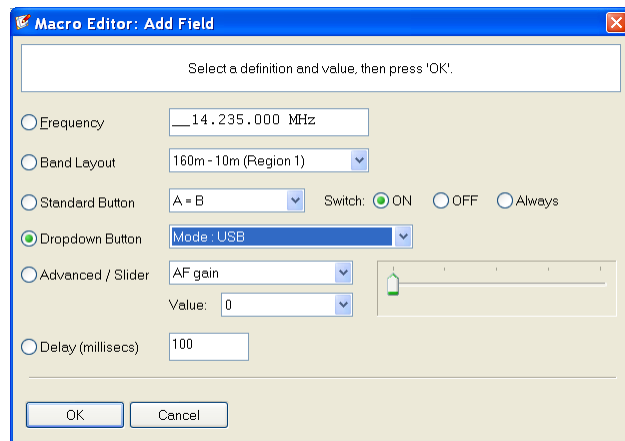 Macro Editor: Add Field
Select a definition and value, then press 'OK'.
Frequency __14.235.000 MHz
Band Layout 160m - 10m (Region 1)
Standard Button A = B Switch: ON OFF Always
Dropdown Button Mode : USB
Advanced / Slider AF gain
Value: 0
Delay (millisecs) 100
OK Cancel